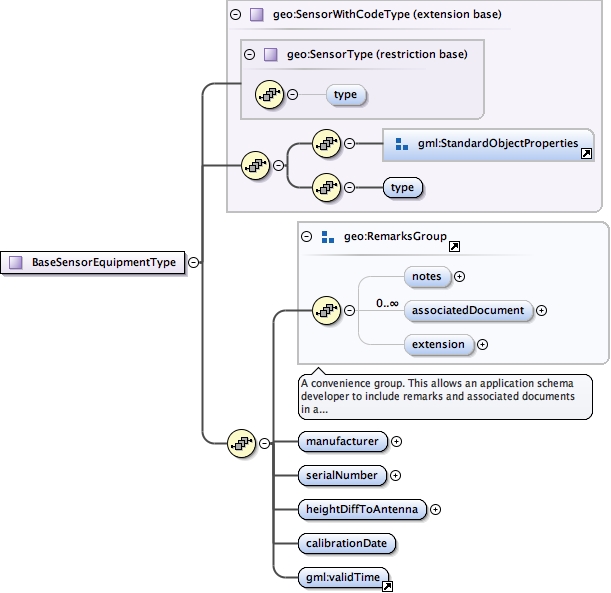 geo:SensorWithCodeType (extension base)
geo:SensorType (restriction base)
type
gml:StandardObjectProperties
type
geo:RemarksGroup
BaseSensorEquipmentType
notes
0..∞
associatedDocument
extension
A convenience group. This allows an application schema
developer to include remarks and associated documents
in a...
manufacturer
serialNumber
heightDiffToAntenna
calibrationDate
gml:validTime